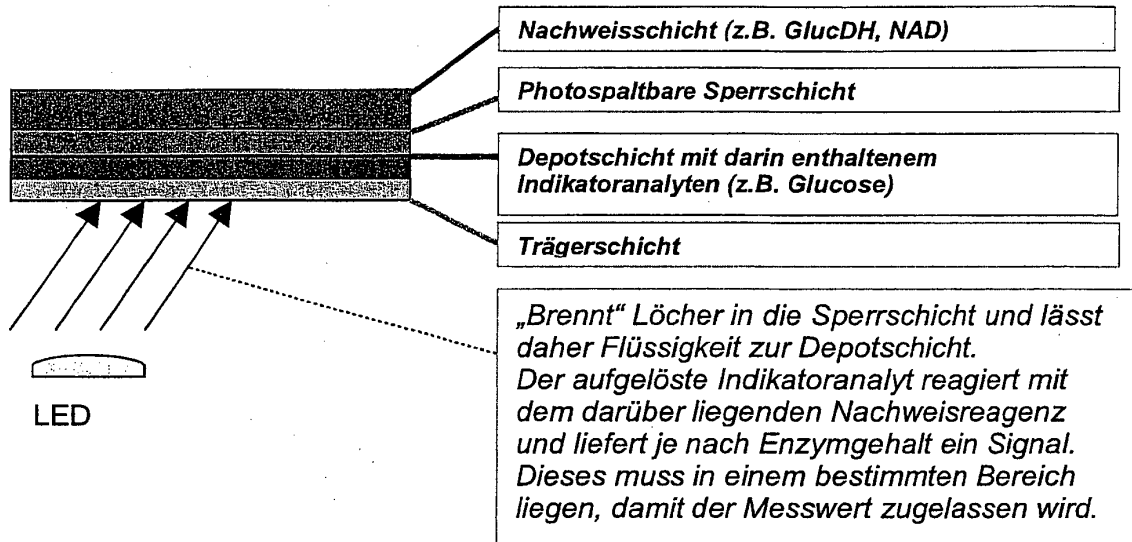 Nachweisschicht (z.B. GlucDH, NAD)
Photospaltbare Sperrschicht
Depotschicht mit darin enthaltenem
Indikatoranalyten (z.B. Glucose)
Trägerschicht
„Brennt“ Löcher in die Sperrschicht und lässt
daher Flüssigkeit zur Depotschicht.
Der aufgelöste Indikatoranalyt reagiert mit
dem darüber liegenden Nachweisreagenz
und liefert je nach Enzymgehalt ein Signal.
Dieses muss in einem bestimmten Bereich
liegen, damit der Messwert zugelassen wird.
LED